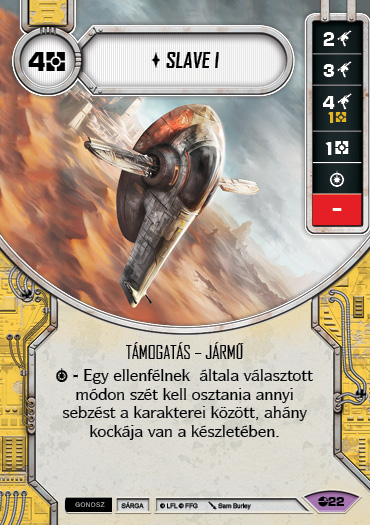 4
SLAVE I
2
3
4
1
1
–
TÁMOGATÁS – JÁRMŰ
- Egy ellenfélnek általa választott
módon szét kell osztania annyi
sebzést a karakterei között, ahány
kockája van a készletében.
GONOSZ
SÁRGA
© LFL © FFG
Sam Burley
22